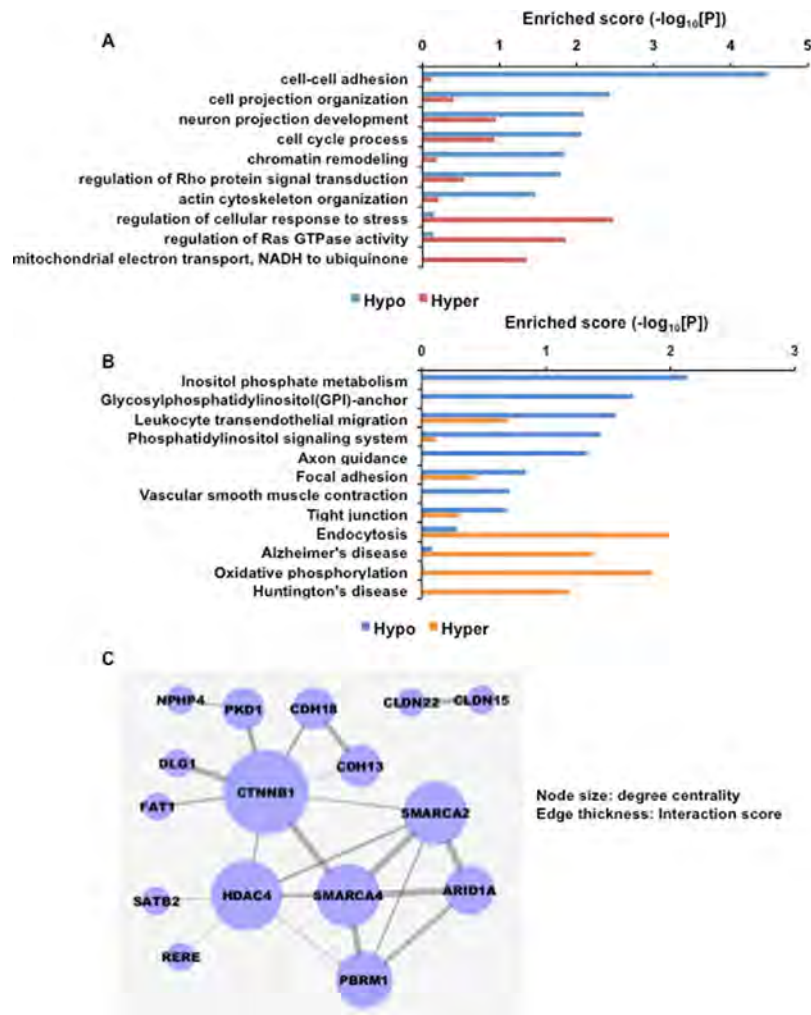 Enriched score (-log10[P])
A
0 1 2 3 4 5
cell-cell adhesion
cell projection organization
neuron projection development
cell cycle process
chromatin remodeling
regulation of Rho protein signal transduction
actin cytoskeleton organization
regulation of cellular response to stress
regulation of Ras GTPase activity
mitochondrial electron transport, NADH to ubiquinone
Hypo Hyper
Enriched score (-log10[P])
B
0 1 2 3
Inositol phosphate metabolism
Glycosylphosphatidylinositol(GPI)-anchor
Leukocyte transendothelial migration
Phosphatidylinositol signaling system
Axon guidance
Focal adhesion
Vascular smooth muscle contraction
Tight junction
Endocytosis
Alzheimer's disease
Oxidative phosphorylation
Huntington's disease
Hypo Hyper
C
NPHP4
PKD1
CDH18
CLDN22
CLDN15
DLG1
CDH13
CTNNB1
FAT1
SMARCA2
Node size: degree centrality
Edge thickness: Interaction score
SATB2
HDAC4
SMARCA4
ARID1A
RERE
PBRM1